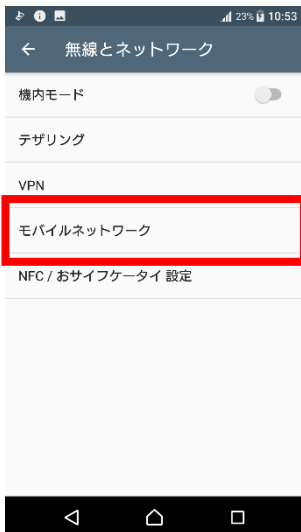 23% 10:53
無線とネットワーク
機内モード
テザリング
VPN
モバイルネットワーク
NFC / おサイフケータイ 設定